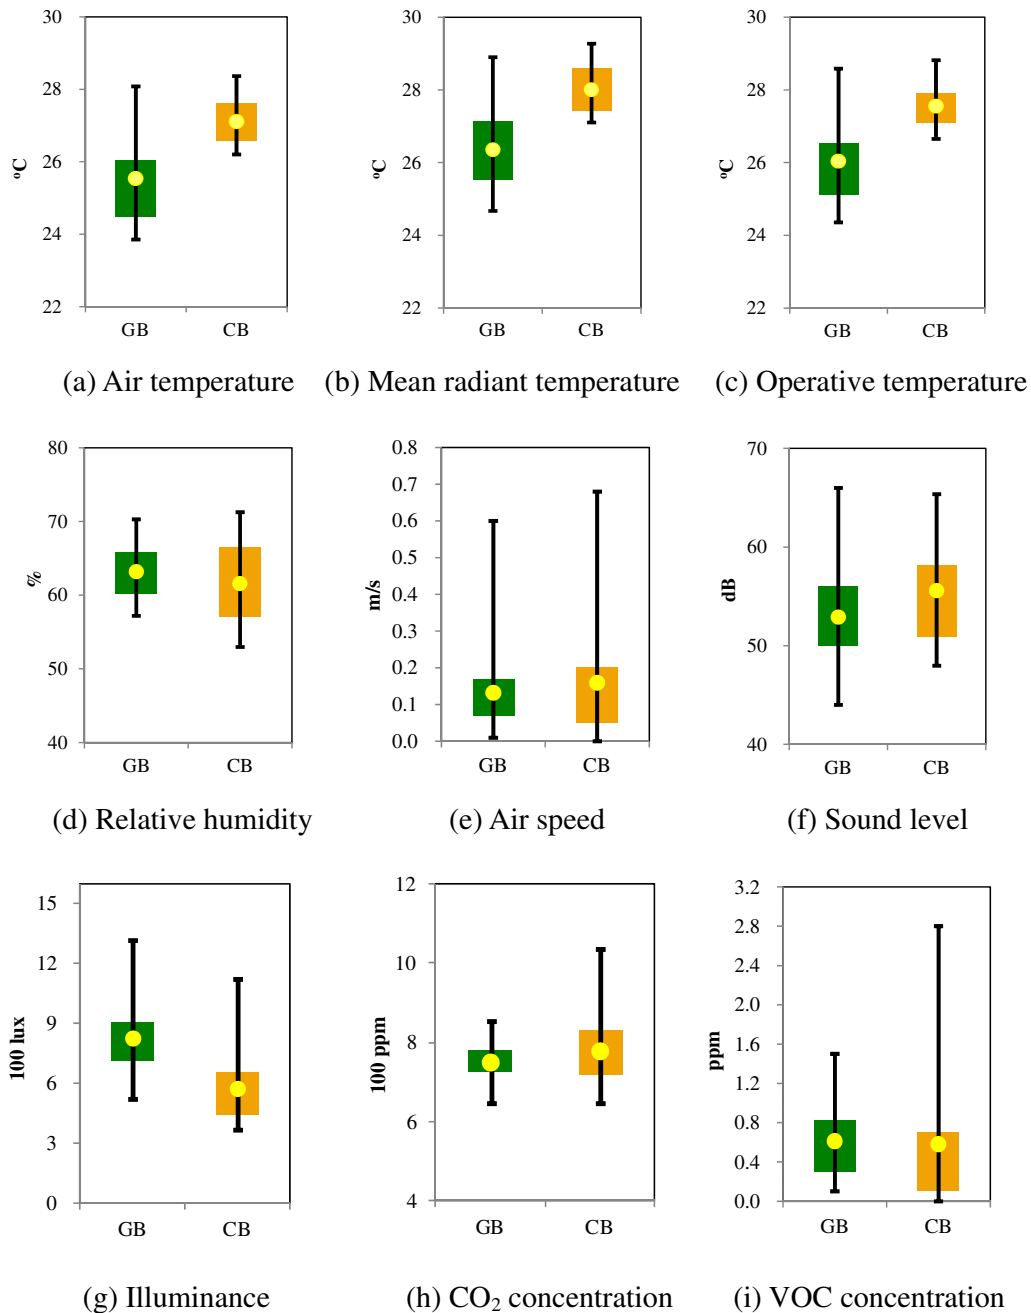 30
28
26
24
22
°C
GB CB
(a) Air temperature
30
28
26
24
22
°C
GB CB
(b) Mean radiant temperature
30
28
26
24
22
°C
GB CB
(c) Operative temperature
80
70
60
50
40
%
GB CB
(d) Relative humidity
0.8
0.7
0.6
0.5
0.4
0.3
0.2
0.1
0.0
m/s
GB CB
(e) Air speed
70
60
50
40
dB
GB CB
(f) Sound level
15
12
9
6
3
0
100 lux
GB CB
(g) Illuminance
12
10
8
6
4
100 ppm
GB CB
(h) CO₂ concentration
3.2
2.8
2.4
2.0
1.6
1.2
0.8
0.4
0.0
ppm
GB CB
(i) VOC concentration